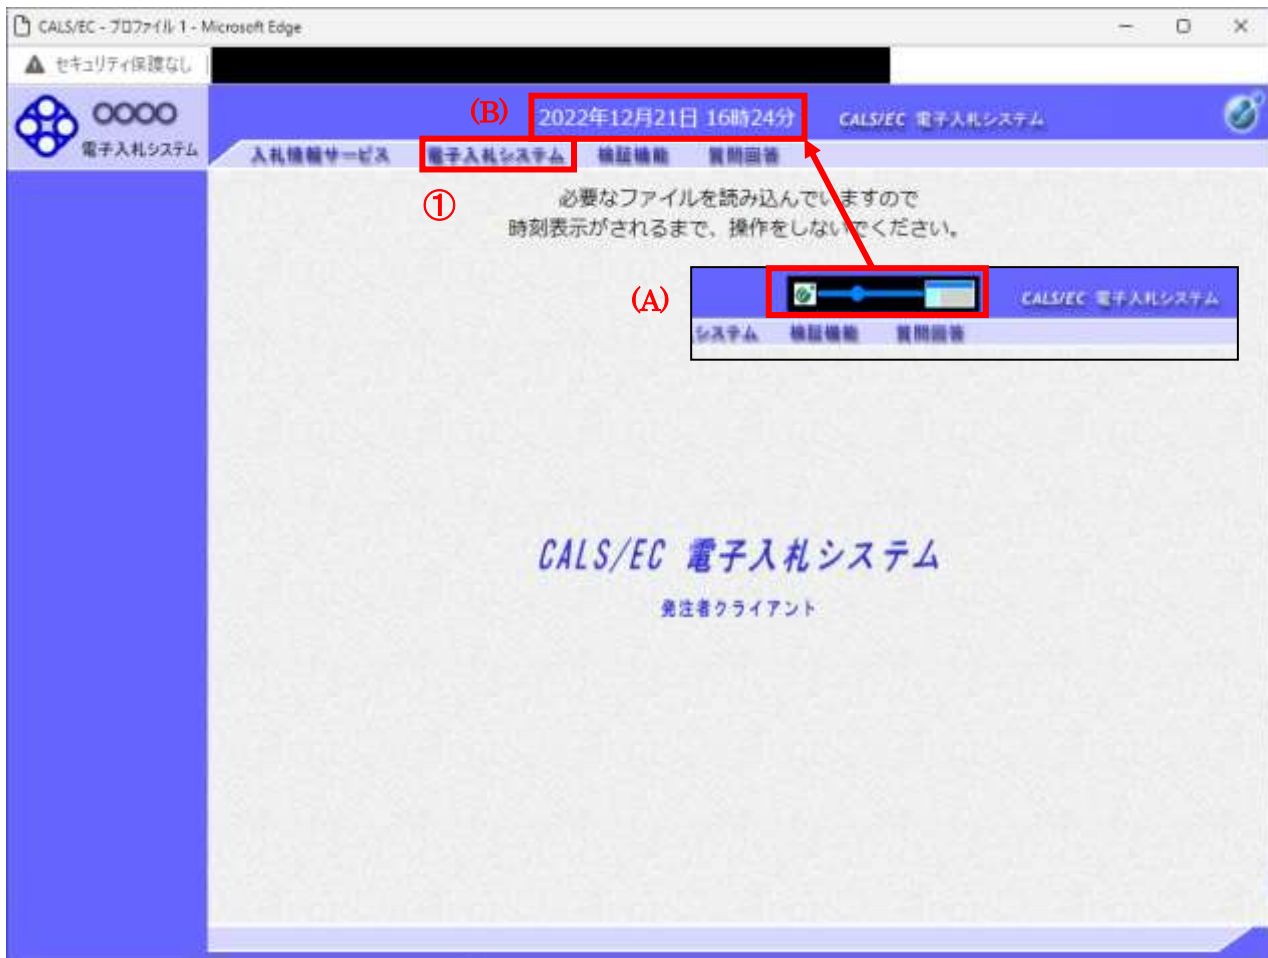 CALS/EC - プロファイル 1 - Microsoft Edge
セキュリティ保護なし
OOOO
電子入札システム
(B)
2022年12月21日 16時24分
CALS/EC 電子入札システム
入札情報サービス 電子入札システム 検証機能 質問回答
①
必要なファイルを読み込んでいますので
時刻表示がされるまで、操作をしないでください。
(A)
CALS/EC 電子入札システム
システム 検証機能 質問回答
CALS/EC 電子入札システム
発注者クライアント